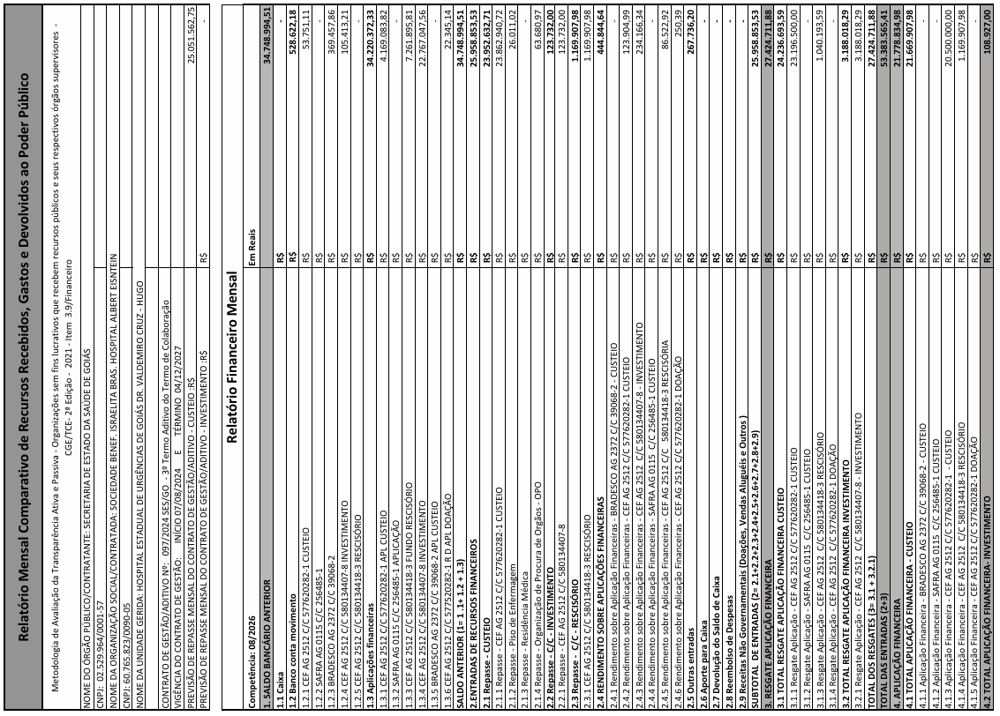 Relatório Mensal Comparativo de Recursos Recebidos, Gastos e Devolvidos ao Poder Público
Metodologia de Avaliação da Transparência Ativa e Passiva - Organizações sem fins lucrativos que recebem recursos públicos e seus respectivos órgãos supervisores -
CGE/TCE- 2ª Edição - 2021 - Item 3.9/Financeiro
NOME DO ÓRGÃO PÚBLICO/CONTRATANTE: SECRETARIA DE ESTADO DA SAÚDE DE GOIÁS
CNPJ: 02.529.964/0001-57
NOME DA ORGANIZAÇÃO SOCIAL/CONTRATADA: SOCIEDADE BENEF. ISRAELITA BRAS. HOSPITAL ALBERT EISNTEIN
CNPJ: 60.765.823/0090-05
NOME DA UNIDADE GERIDA: HOSPITAL ESTADUAL DE URGÊNCIAS DE GOIÁS DR. VALDEMIRO CRUZ - HUGO
CONTRATO DE GESTÃO/ADITIVO Nº: 097/2024 SES/GO - 3º Termo Aditivo do Termo de Colaboração
VIGÊNCIA DO CONTRATO DE GESTÃO: INÍCIO 07/08/2024 E TÉRMINO 04/12/2027
PREVISÃO DE REPASSE MENSAL DO CONTRATO DE GESTÃO/ADITIVO - CUSTEIO :R$ 25.051.562,75
PREVISÃO DE REPASSE MENSAL DO CONTRATO DE GESTÃO/ADITIVO - INVESTIMENTO :R$ R$ -
Relatório Financeiro Mensal
Competência: 08/2026 Em Reais
1. SALDO BANCÁRIO ANTERIOR 34.748.994,51
1.1 Caixa R$ -
1.2 Banco conta movimento R$ 528.622,18
1.2.1 CEF AG 2512 C/C 577620282-1 CUSTEIO R$ 53.751,11
1.2.2 SAFRA AG 0115 C/C 256485-1 R$ -
1.2.3 BRADESCO AG 2372 C/C 39068-2 R$ 369.457,86
1.2.4 CEF AG 2512 C/C 580134407-8 INVESTIMENTO R$ 105.413,21
1.2.5 CEF AG 2512 C/C 580134418-3 RESCISÓRIO R$ -
1.3 Aplicações financeiras R$ 34.220.372,33
1.3.1 CEF AG 2512 C/C 577620282-1 APL CUSTEIO R$ 4.169.083,82
1.3.2 SAFRA AG 0115 C/C 256485-1 APLICAÇÃO R$ -
1.3.3 CEF AG 2512 C/C 580134418-3 FUNDO RESCISÓRIO R$ 7.261.895,81
1.3.4 CEF AG 2512 C/C 580134407-8 INVESTIMENTO R$ 22.767.047,56
1.3.5 BRADESCO AG 2372 C/C 39068-2 APL CUSTEIO R$ -
1.3.6 CEF AG 2512 C/C 577520282-1 R D APL DOAÇÃO R$ 22.345,14
SALDO ANTERIOR (1= 1 .1+ 1.2 + 1.3) R$ 34.748.994,51
2.ENTRADAS DE RECURSOS FINANCEIROS R$ 25.958.853,53
2.1 Repasse - CUSTEIO R$ 23.952.632,71
2.1.1 Repasse - CEF AG 2512 C/C 577620282-1 CUSTEIO R$ 23.862.940,72
2.1.2 Repasse - Piso de Enfermagem R$ 26.011,02
2.1.3 Repasse - Residência Médica R$ -
2.1.4 Repasse - Organização de Procura de Orgãos - OPO R$ 63.680,97
2.2 Repasse - C/C - INVESTIMENTO R$ 123.732,00
2.2.1 Repasse - CEF AG 2512 C/C 580134407-8 R$ 123.732,00
2.3 Repasse - C/C - RESCISÓRIO R$ 1.169.907,98
2.3.1 CEF AG 2512 C/C 580134418-3 RESCISÓRIO R$ 1.169.907,98
2.4 RENDIMENTO SOBRE APLICAÇÕES FINANCEIRAS R$ 444.844,64
2.4.1 Rendimento sobre Aplicação Financeiras - BRADESCO AG 2372 C/C 39068-2 - CUSTEIO R$ -
2.4.2 Rendimento sobre Aplicação Financeiras - CEF AG 2512 C/C 577620282-1 CUSTEIO R$ 123.904,99
2.4.3 Rendimento sobre Aplicação Financeiras - CEF AG 2512 C/C 580134407-8 - INVESTIMENTO R$ 234.166,34
2.4.4 Rendimento sobre Aplicação Financeiras - SAFRA AG 0115 C/C 256485-1 CUSTEIO R$ -
2.4.5 Rendimento sobre Aplicação Financeiras - CEF AG 2512 C/C 580134418-3 RESCISÓRIA R$ 86.522,92
2.4.6 Rendimento sobre Aplicação Financeiras - CEF AG 2512 C/C 577620282-1 DOAÇÃO R$ 250,39
2.5 Outras entradas R$ 267.736,20
2.6 Aporte para Caixa R$ -
2.7 Devolução do Saldo de Caixa R$ -
2.8 Reembolso de Despesas R$ -
2.9 Receitas Não Governamentais (Doações, Vendas Aluguéis e Outros ) R$ -
SUBTOTAL DE ENTRADAS (2= 2.1+2.2+2.3+2.4+2.5+2.6+2.7+2.8+2.9) R$ 25.958.853,53
3. RESGATE APLICAÇÃO FINANCEIRA R$ 27.424.711,88
3.1 TOTAL RESGATE APLICAÇÃO FINANCEIRA CUSTEIO R$ 24.236.693,59
3.1.1 Resgate Aplicação - CEF AG 2512 C/C 577620282-1 CUSTEIO R$ 23.196.500,00
3.1.2 Resgate Aplicação - SAFRA AG 0115 C/C 256485-1 CUSTEIO R$ -
3.1.3 Resgate Aplicação - CEF AG 2512 C/C 580134418-3 RESCISÓRIO R$ 1.040.193,59
3.1.4 Resgate Aplicação - CEF AG 2512 C/C 577620282-1 DOAÇÃO R$ -
3.2 TOTAL RESGATE APLICAÇÃO FINANCEIRA INVESTIMENTO R$ 3.188.018,29
3.2.1 Resgate Aplicação - CEF AG 2512 C/C 580134407-8 - INVESTIMENTO R$ 3.188.018,29
TOTAL DOS RESGATES (3= 3.1 + 3.2.1) R$ 27.424.711,88
TOTAL DAS ENTRADAS (2+3) R$ 53.383.565,41
4. APLICAÇÃO FINANCEIRA R$ 21.778.834,98
4.1 TOTAL APLICAÇÃO FINANCEIRA - CUSTEIO R$ 21.669.907,98
4.1.1 Aplicação Financeira - BRADESCO AG 2372 C/C 39068-2 - CUSTEIO R$ -
4.1.2 Aplicação Financeira - SAFRA AG 0115 C/C 256485-1 CUSTEIO R$ -
4.1.3 Aplicação Financeira - CEF AG 2512 C/C 577620282-1 - CUSTEIO R$ 20.500.000,00
4.1.4 Aplicação Financeira - CEF AG 2512 C/C 580134418-3 RESCISÓRIO R$ 1.169.907,98
4.1.5 Aplicação Financeira - CEF AG 2512 C/C 577620282-1 DOAÇÃO R$ -
4.2 TOTAL APLICAÇÃO FINANCEIRA- INVESTIMENTO R$ 108.927,00